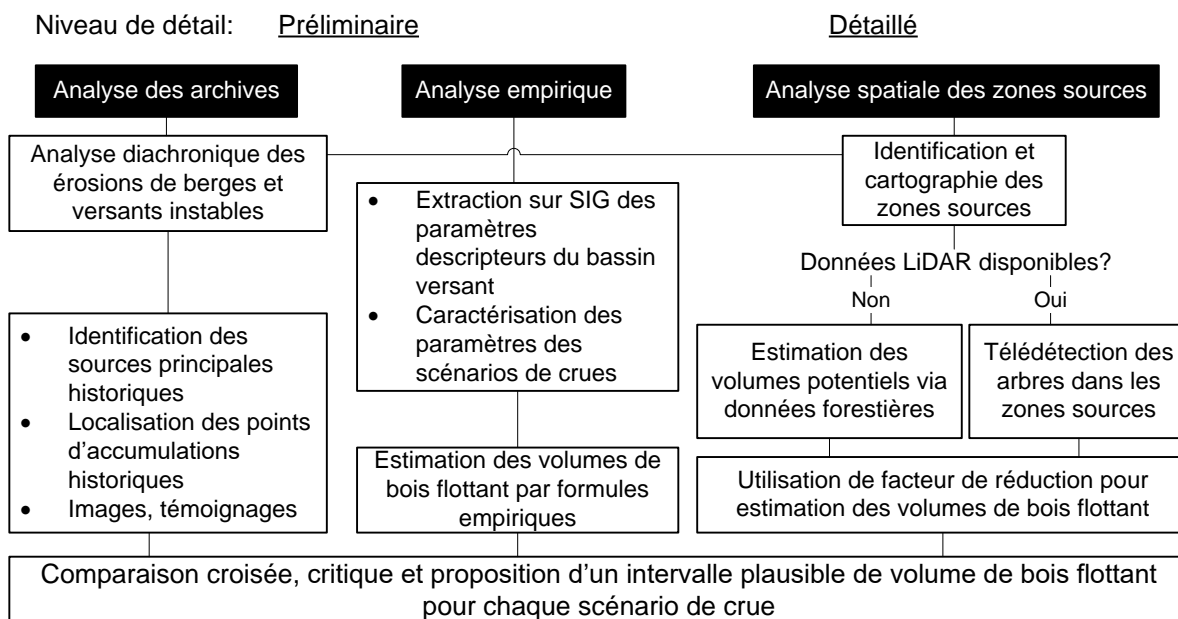 Niveau de détail: Préliminaire Détaillé
Analyse des archives
Analyse diachronique des
érosions de berges et
versants instables
• Identification des
sources principales
historiques
• Localisation des points
d’accumulations
historiques
• Images, témoignages
Analyse empirique
• Extraction sur SIG des
paramètres
descripteurs du bassin
versant
• Caractérisation des
paramètres des
scénarios de crues
Estimation des volumes de
bois flottant par formules
empiriques
Analyse spatiale des zones sources
Identification et
cartographie des
zones sources
Données LiDAR disponibles?
Non
Oui
Estimation des
volumes potentiels via
données forestières
Télédétection des
arbres dans les
zones sources
Utilisation de facteur de réduction pour
estimation des volumes de bois flottant
Comparaison croisée, critique et proposition d’un intervalle plausible de volume de bois flottant
pour chaque scénario de crue